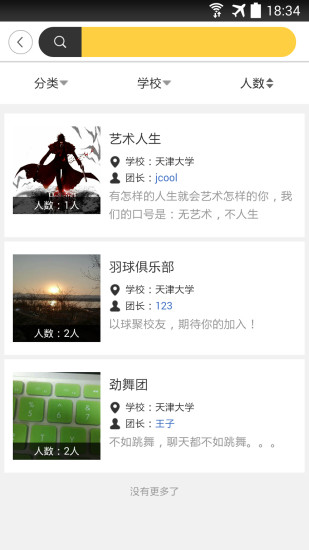 18:34
分类 学校 人数
艺术人生
学校：天津大学
团长：jcool
有怎样的人生就会艺术怎样的你，我
们的口号是：无艺术，不人生
人数：1人
羽球俱乐部
学校：天津大学
团长：123
以球聚校友，期待你的加入！
人数：2人
劲舞团
学校：天津大学
团长：王子
不如跳舞，聊天都不如跳舞。。。
人数：2人
没有更多了